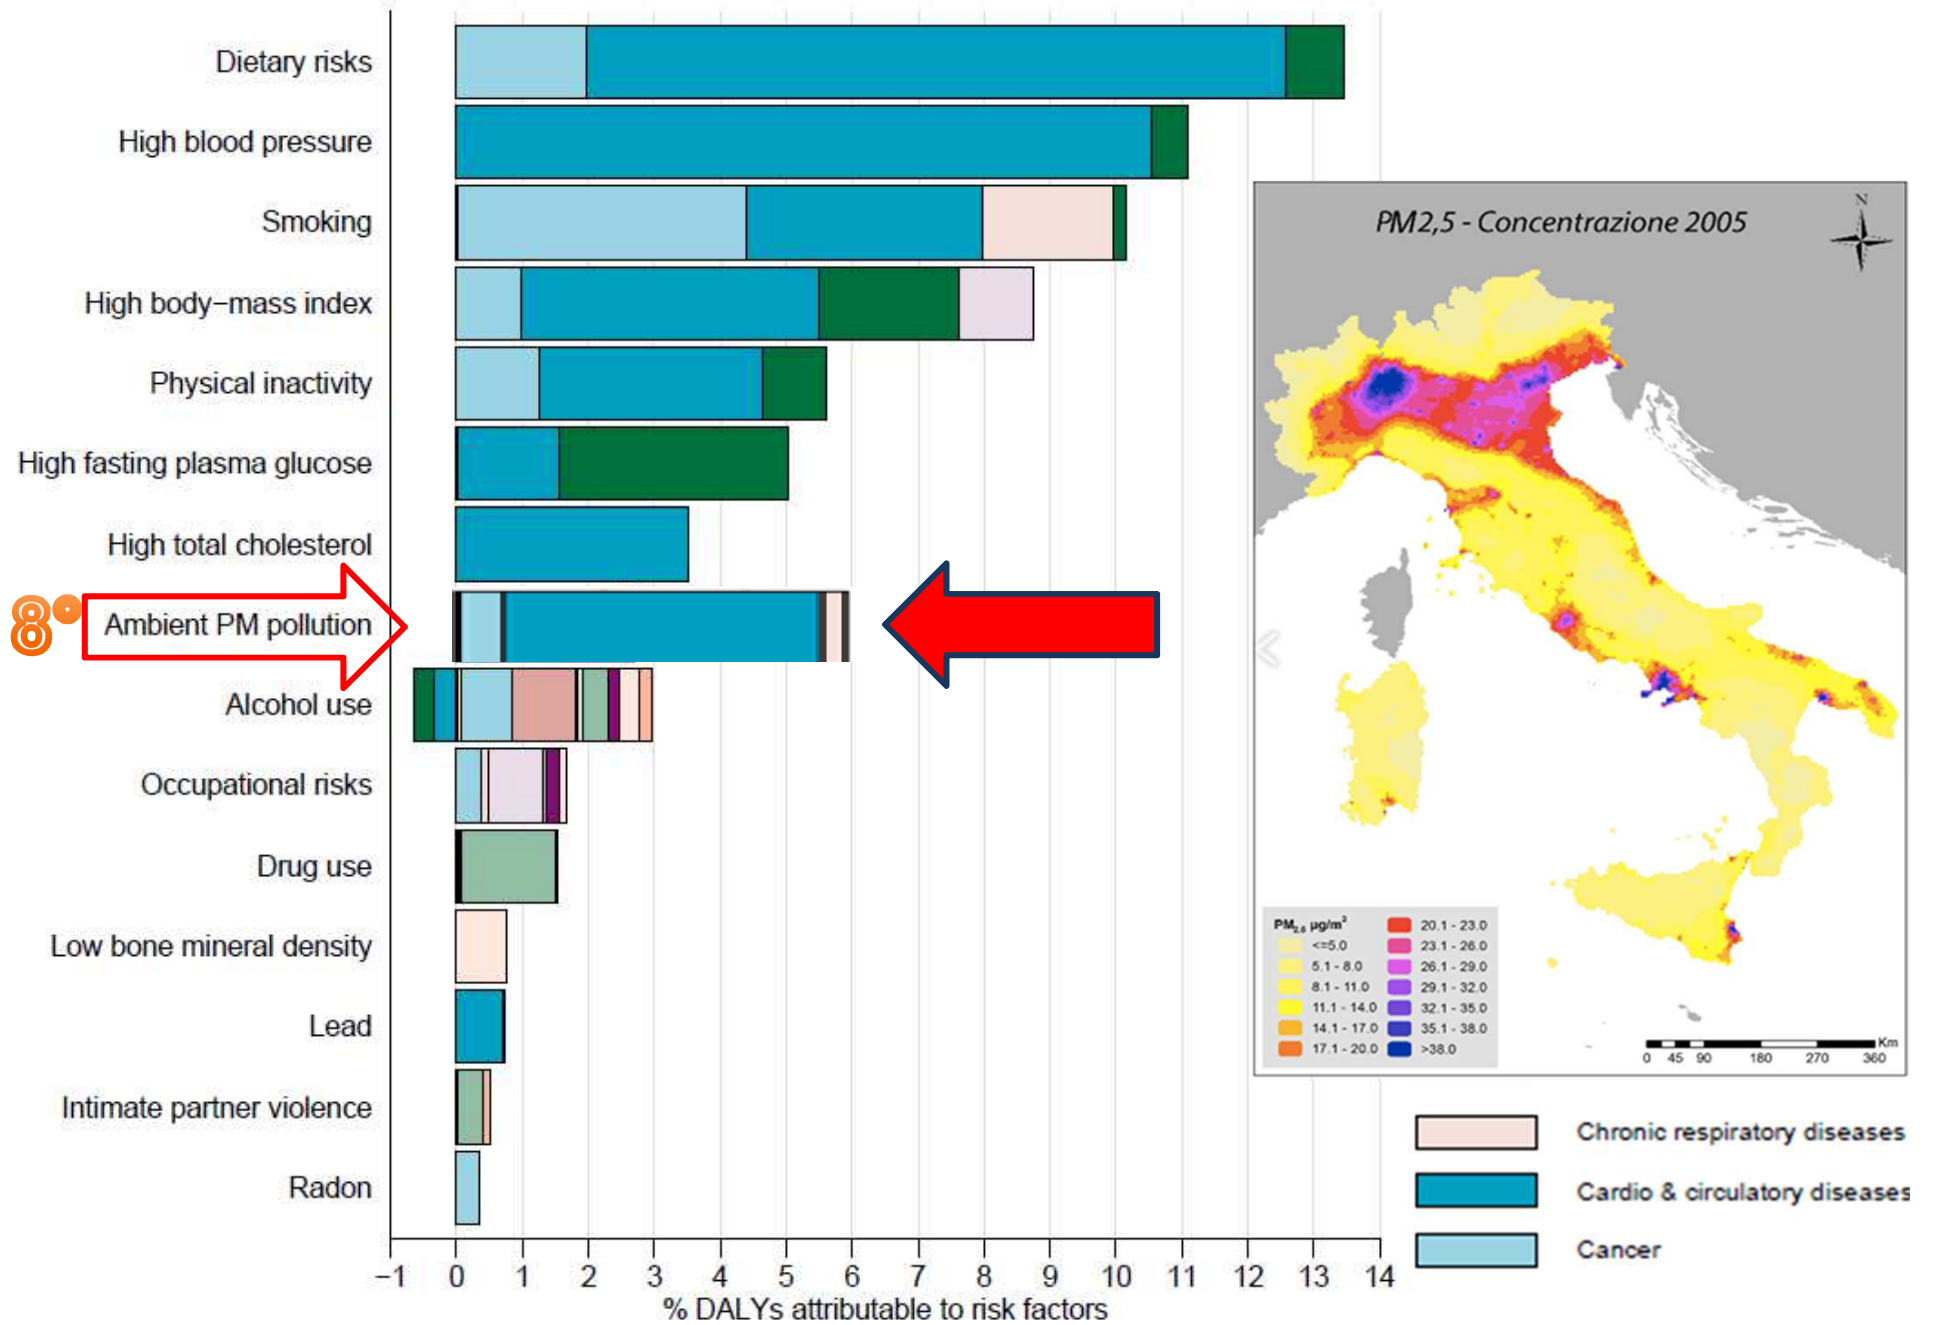 Dietary risks
High blood pressure
Smoking
High body−mass index
Physical inactivity
High fasting plasma glucose
High total cholesterol
8° Ambient PM pollution
Alcohol use
Occupational risks
Drug use
Low bone mineral density
Lead
Intimate partner violence
Radon
−1 0 1 2 3 4 5 6 7 8 9 10 11 12 13 14
% DALYs attributable to risk factors
PM2,5 - Concentrazione 2005
N
PM2,5 µg/m³
<=5.0
5.1 - 8.0
8.1 - 11.0
11.1 - 14.0
14.1 - 17.0
17.1 - 20.0
20.1 - 23.0
23.1 - 26.0
26.1 - 29.0
29.1 - 32.0
32.1 - 35.0
35.1 - 38.0
>38.0
Km
0 45 90 180 270 360
Chronic respiratory diseases
Cardio & circulatory diseases
Cancer